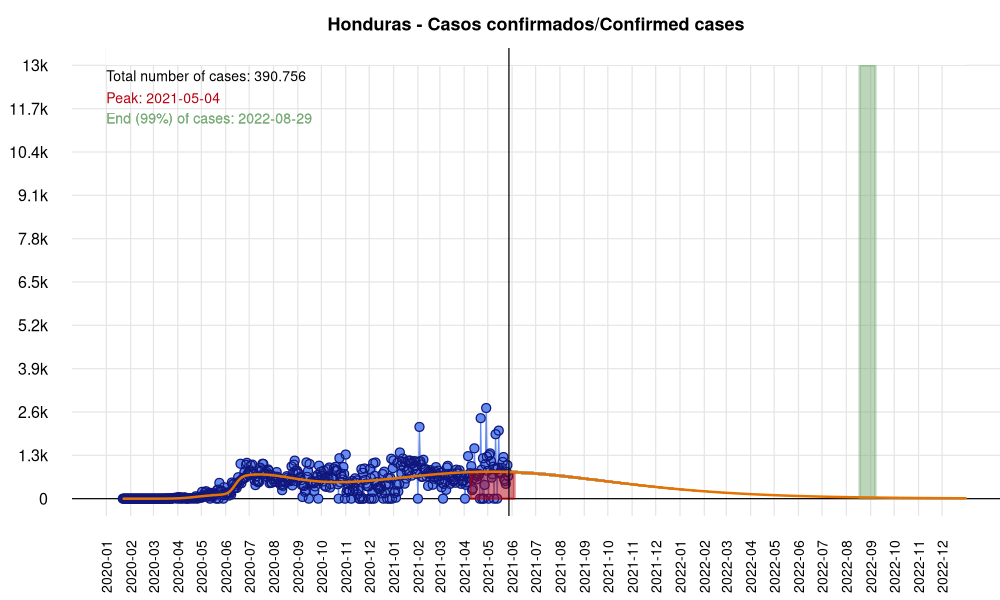 Honduras - Casos confirmados/Confirmed cases
Total number of cases: 390.756
Peak: 2021-05-04
End (99%) of cases: 2022-08-29
13k
11.7k
10.4k
9.1k
7.8k
6.5k
5.2k
3.9k
2.6k
1.3k
0
2020-01
2020-02
2020-03
2020-04
2020-05
2020-06
2020-07
2020-08
2020-09
2020-10
2020-11
2020-12
2021-01
2021-02
2021-03
2021-04
2021-05
2021-06
2021-07
2021-08
2021-09
2021-10
2021-11
2021-12
2022-01
2022-02
2022-03
2022-04
2022-05
2022-06
2022-07
2022-08
2022-09
2022-10
2022-11
2022-12